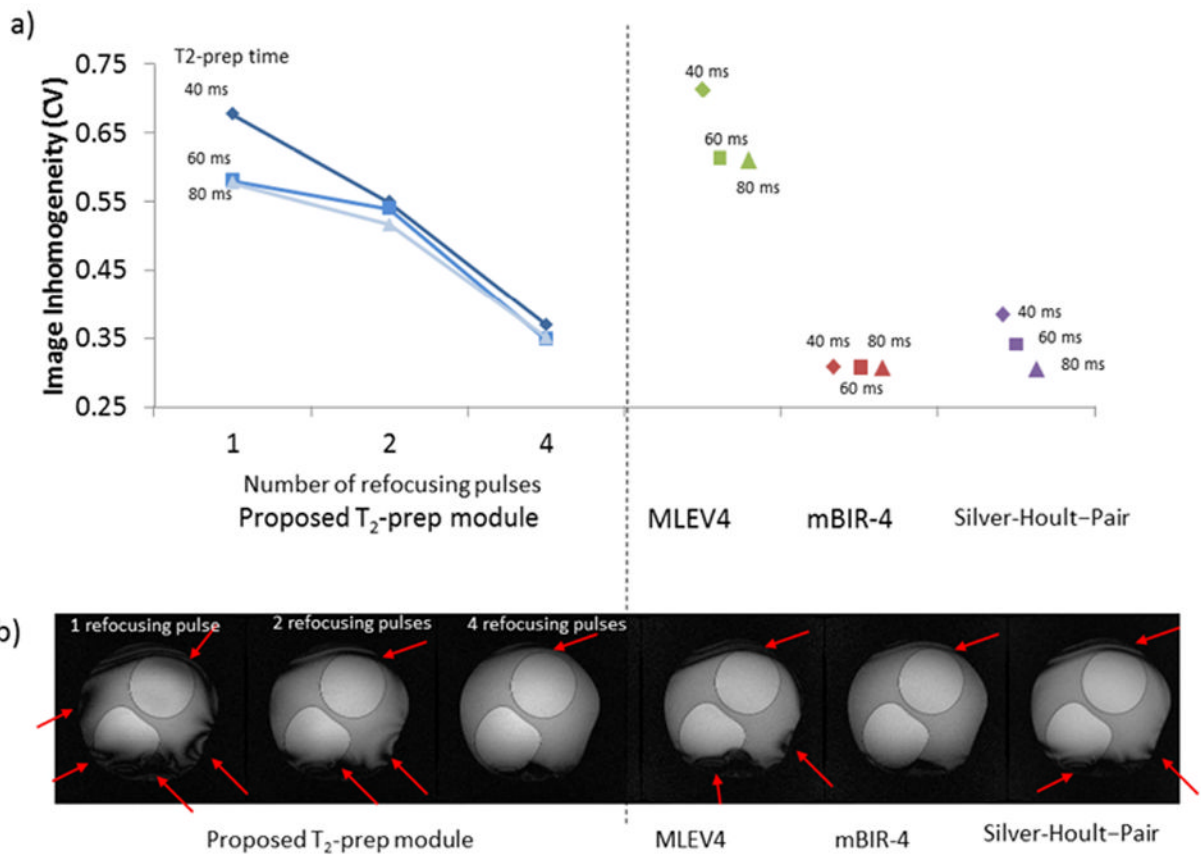 a)
Image Inhomogeneity (CV)
0.75
0.65
0.55
0.45
0.35
0.25
T2-prep time
40 ms
60 ms
80 ms
1 2 4
Number of refocusing pulses
Proposed T₂-prep module
40 ms
60 ms
80 ms
MLEV4
40 ms 80 ms
60 ms
mBIR-4
40 ms
60 ms
80 ms
Silver-Hoult–Pair
b)
1 refocusing pulse
2 refocusing pulses
4 refocusing pulses
Proposed T₂-prep module
MLEV4
mBIR-4
Silver-Hoult–Pair